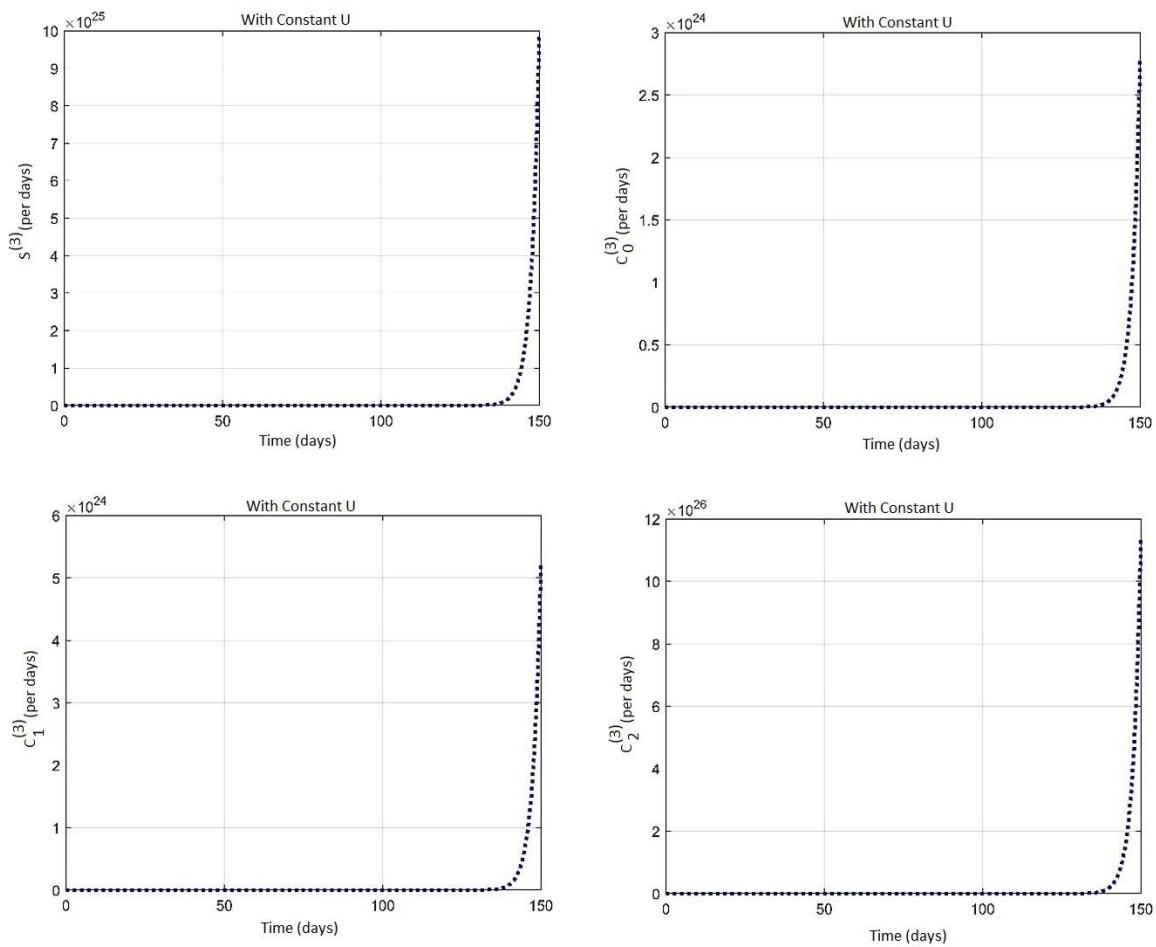 With Constant U
×10^25
10
9
8
7
6
5
4
3
2
1
0
S^(3) (per days)
0 50 100 150
Time (days)
With Constant U
×10^24
3
2.5
2
1.5
1
0.5
0
C_0^(3) (per days)
0 50 100 150
Time (days)
With Constant U
×10^24
6
5
4
3
2
1
0
C_1^(3) (per days)
0 50 100 150
Time (days)
With Constant U
×10^26
12
10
8
6
4
2
0
C_2^(3) (per days)
0 50 100 150
Time (days)